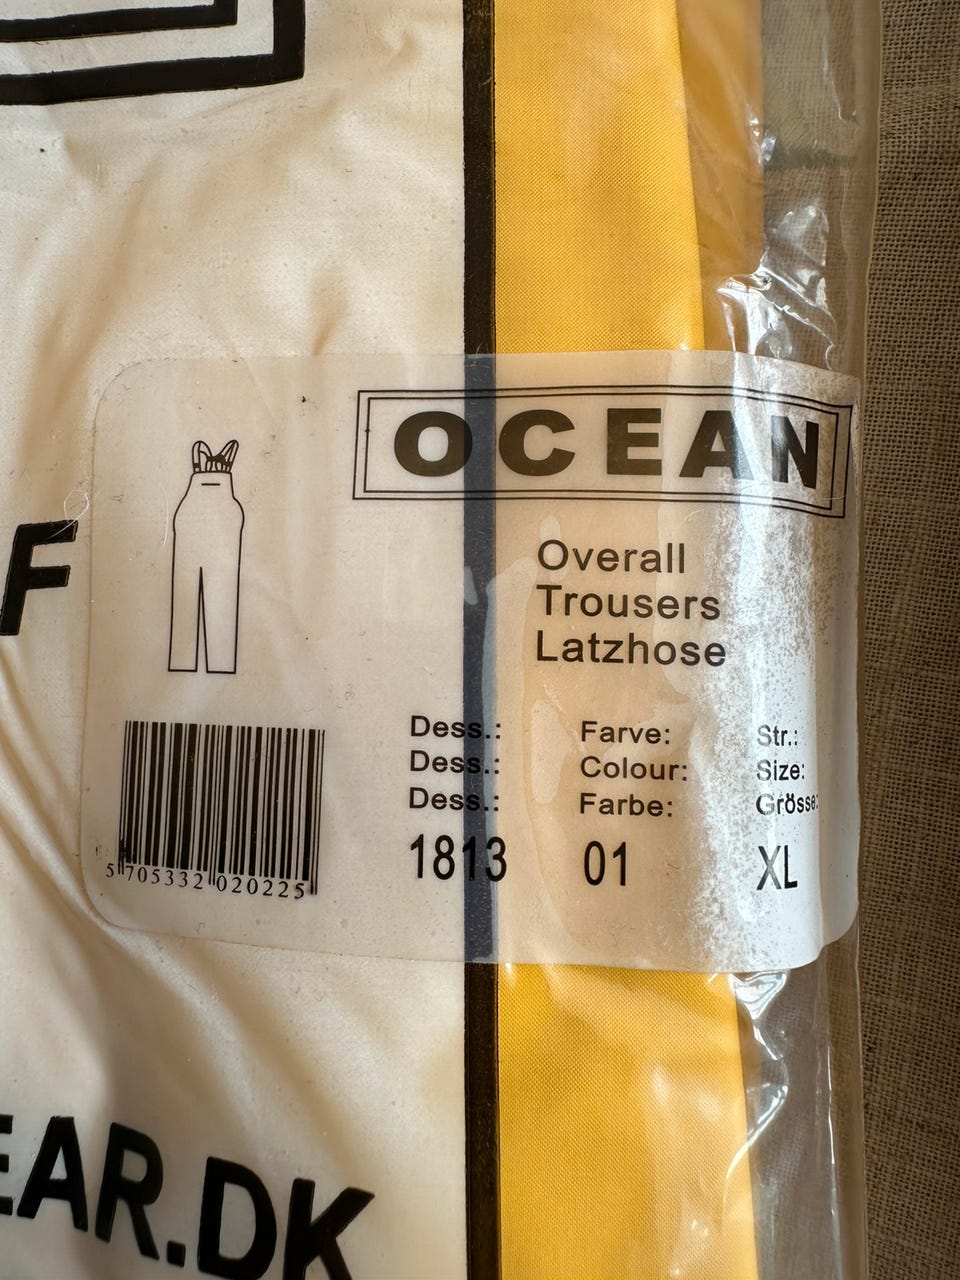 OCEAN
F
Overall
Trousers
Latzhose
Dess.: Farve: Str.:
Dess.: Colour: Size:
Dess.: Farbe: Grösse:
1813 01 XL
5 705332 020225
EAR.DK